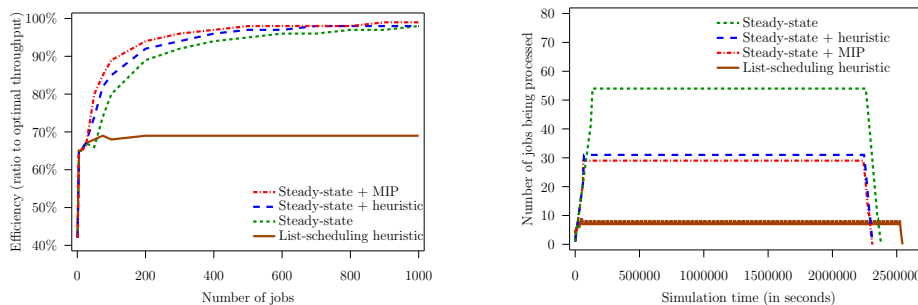 100%
90%
80%
70%
60%
50%
40%
Efficiency (ratio to optimal throughput)
Steady-state + MIP
Steady-state + heuristic
Steady-state
List-scheduling heuristic
0
200
400
600
800
1000
Number of jobs
80
70
60
50
40
30
20
10
0
Number of jobs being processed
Steady-state
Steady-state + heuristic
Steady-state + MIP
List-scheduling heuristic
0
500000
1000000
1500000
2000000
2500000
Simulation time (in seconds)